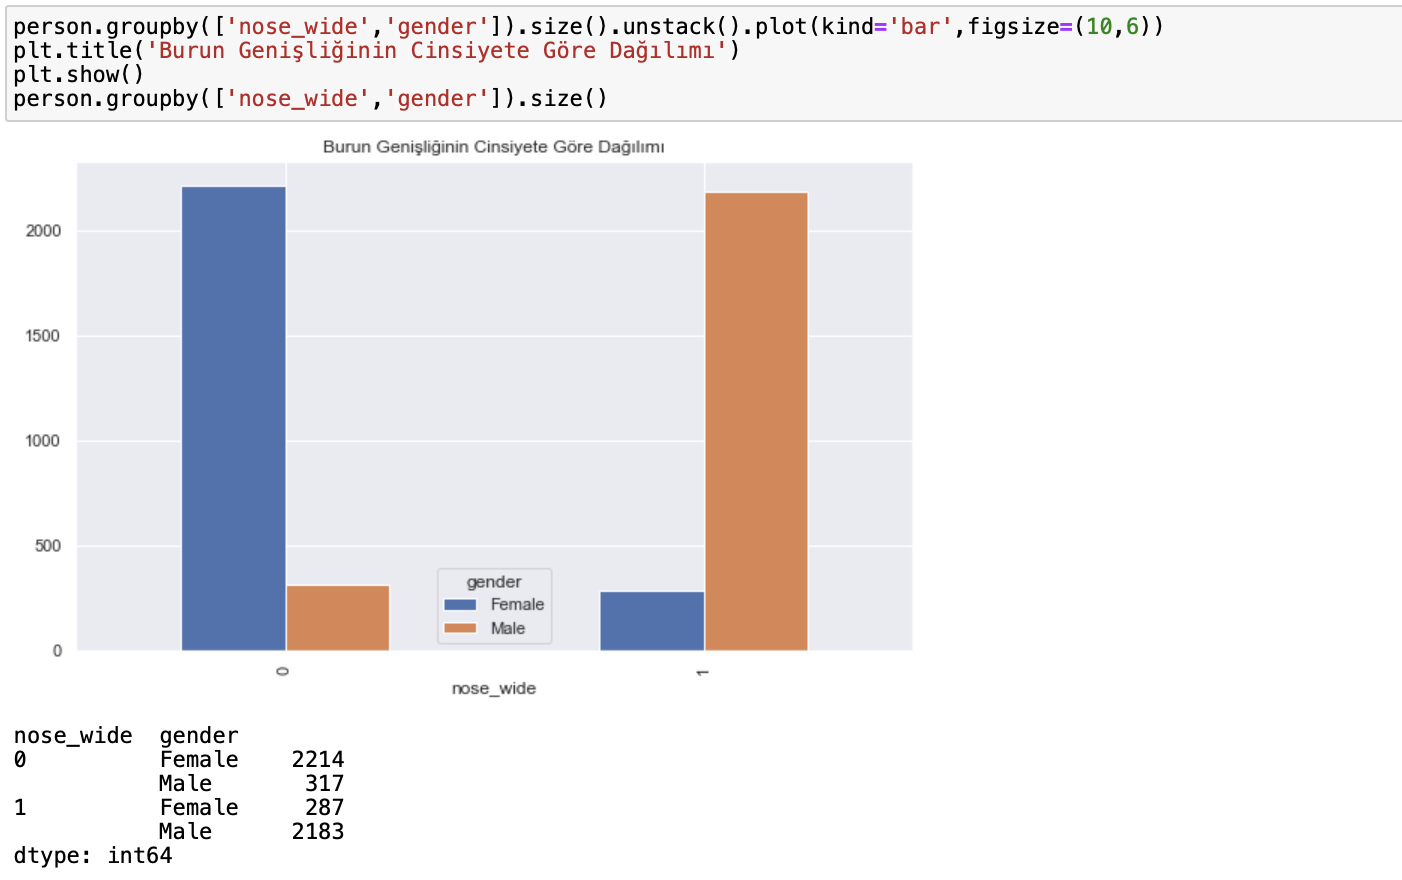 person.groupby(['nose_wide','gender']).size().unstack().plot(kind='bar',figsize=(10,6))
plt.title('Burun Genişliğinin Cinsiyete Göre Dağılımı')
plt.show()
person.groupby(['nose_wide','gender']).size()
Burun Genişliğinin Cinsiyete Göre Dağılımı
2000
1500
1000
500
0
gender
Female
Male
0
1
nose_wide
nose_wide  gender
0          Female    2214
           Male       317
1          Female     287
           Male      2183
dtype: int64